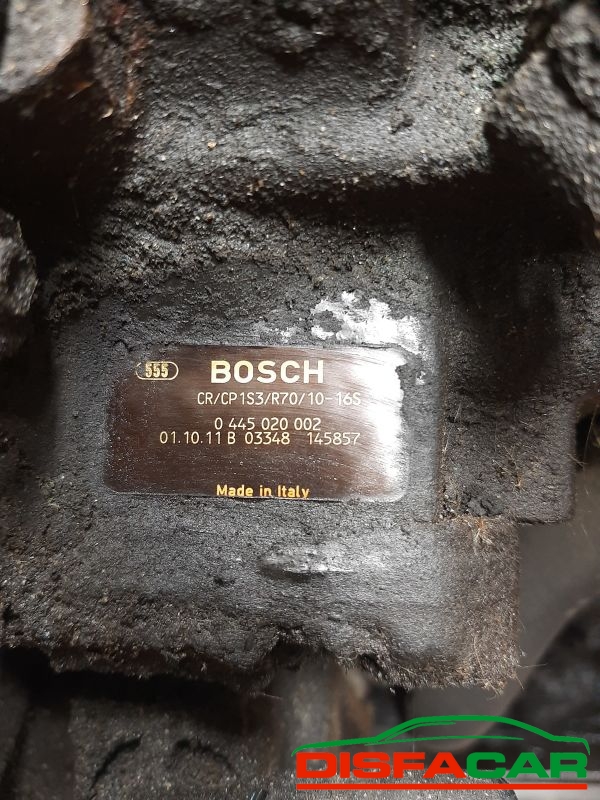 555 BOSCH
CR/CP1S3/R70/10-16S
0 445 020 002
01.10.11 B 03348 145857
Made in Italy
DISFACAR